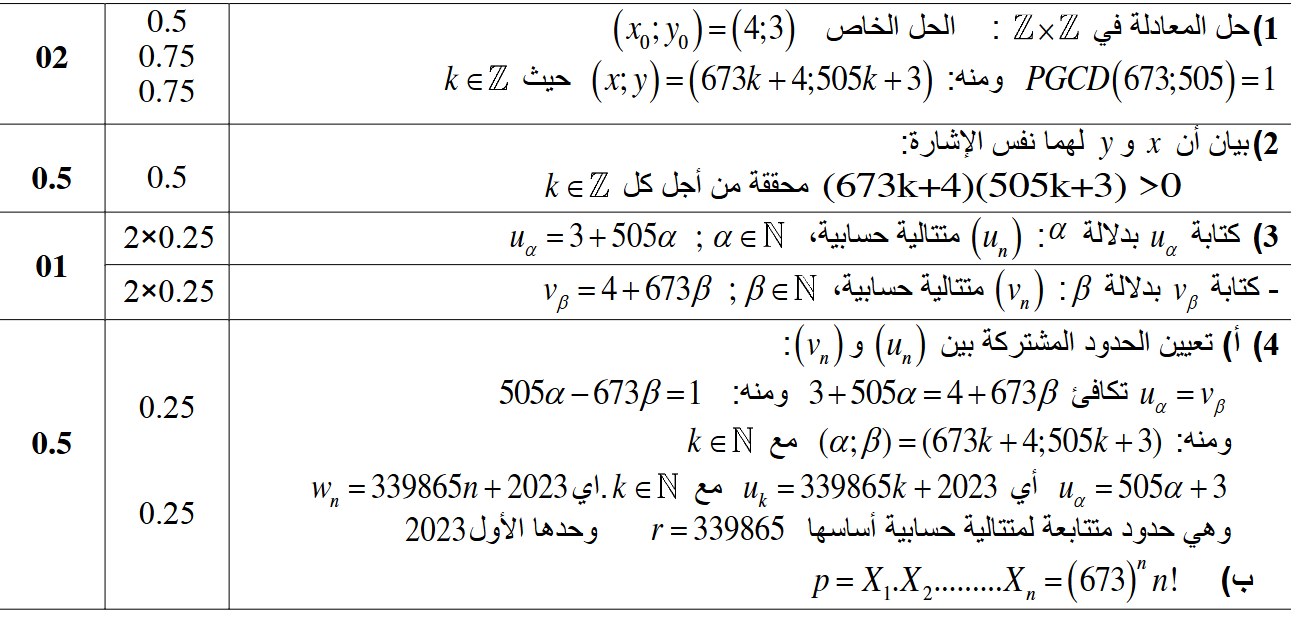 1)حل المعادلة في ℤ×ℤ : الحل الخاص (x₀; y₀)=(4;3) 0.5 02
PGCD(673;505)=1 ومنه: (x; y)=(673k+4;505k+3) حيث k∈ℤ 0.75
0.75
2)بيان أن x و y لهما نفس الإشارة:
(673k+4)(505k+3) >0 محققة من أجل كل k∈ℤ 0.5 0.5
3) كتابة u_α بدلالة α: (u_n) متتالية حسابية، u_α = 3+505α ; α∈ℕ 2×0.25 01
- كتابة v_β بدلالة β: (v_n) متتالية حسابية، v_β = 4+673β ; β∈ℕ 2×0.25
4) أ) تعيين الحدود المشتركة بين (u_n) و(v_n):
u_α = v_β تكافئ 3+505α = 4+673β ومنه: 505α−673β=1 0.25
ومنه: (α;β)=(673k+4;505k+3) مع k∈ℕ 0.5
u_α = 505α+3 أي u_k = 339865k+2023 مع k∈ℕ.اي w_n = 339865n+2023 0.25
وهي حدود متتابعة لمتتالية حسابية أساسها r = 339865 وحدها الأول2023
ب) p = X₁.X₂.........X_n = (673)ⁿ n!